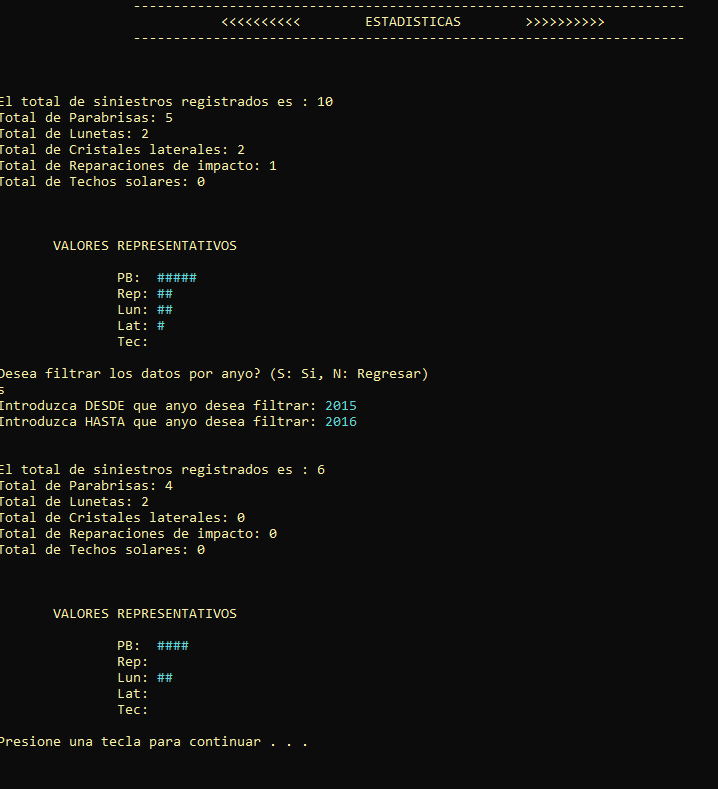 ---------------------------------------------------------------------
<<<<<<<<<< ESTADISTICAS >>>>>>>>>>
---------------------------------------------------------------------
El total de siniestros registrados es : 10
Total de Parabrisas: 5
Total de Lunetas: 2
Total de Cristales laterales: 2
Total de Reparaciones de impacto: 1
Total de Techos solares: 0
VALORES REPRESENTATIVOS
PB: #####
Rep: ##
Lun: ##
Lat: #
Tec:
Desea filtrar los datos por anyo? (S: Si, N: Regresar)
s
Introduzca DESDE que anyo desea filtrar: 2015
Introduzca HASTA que anyo desea filtrar: 2016
El total de siniestros registrados es : 6
Total de Parabrisas: 4
Total de Lunetas: 2
Total de Cristales laterales: 0
Total de Reparaciones de impacto: 0
Total de Techos solares: 0
VALORES REPRESENTATIVOS
PB: ####
Rep:
Lun: ##
Lat:
Tec:
Presione una tecla para continuar . . .